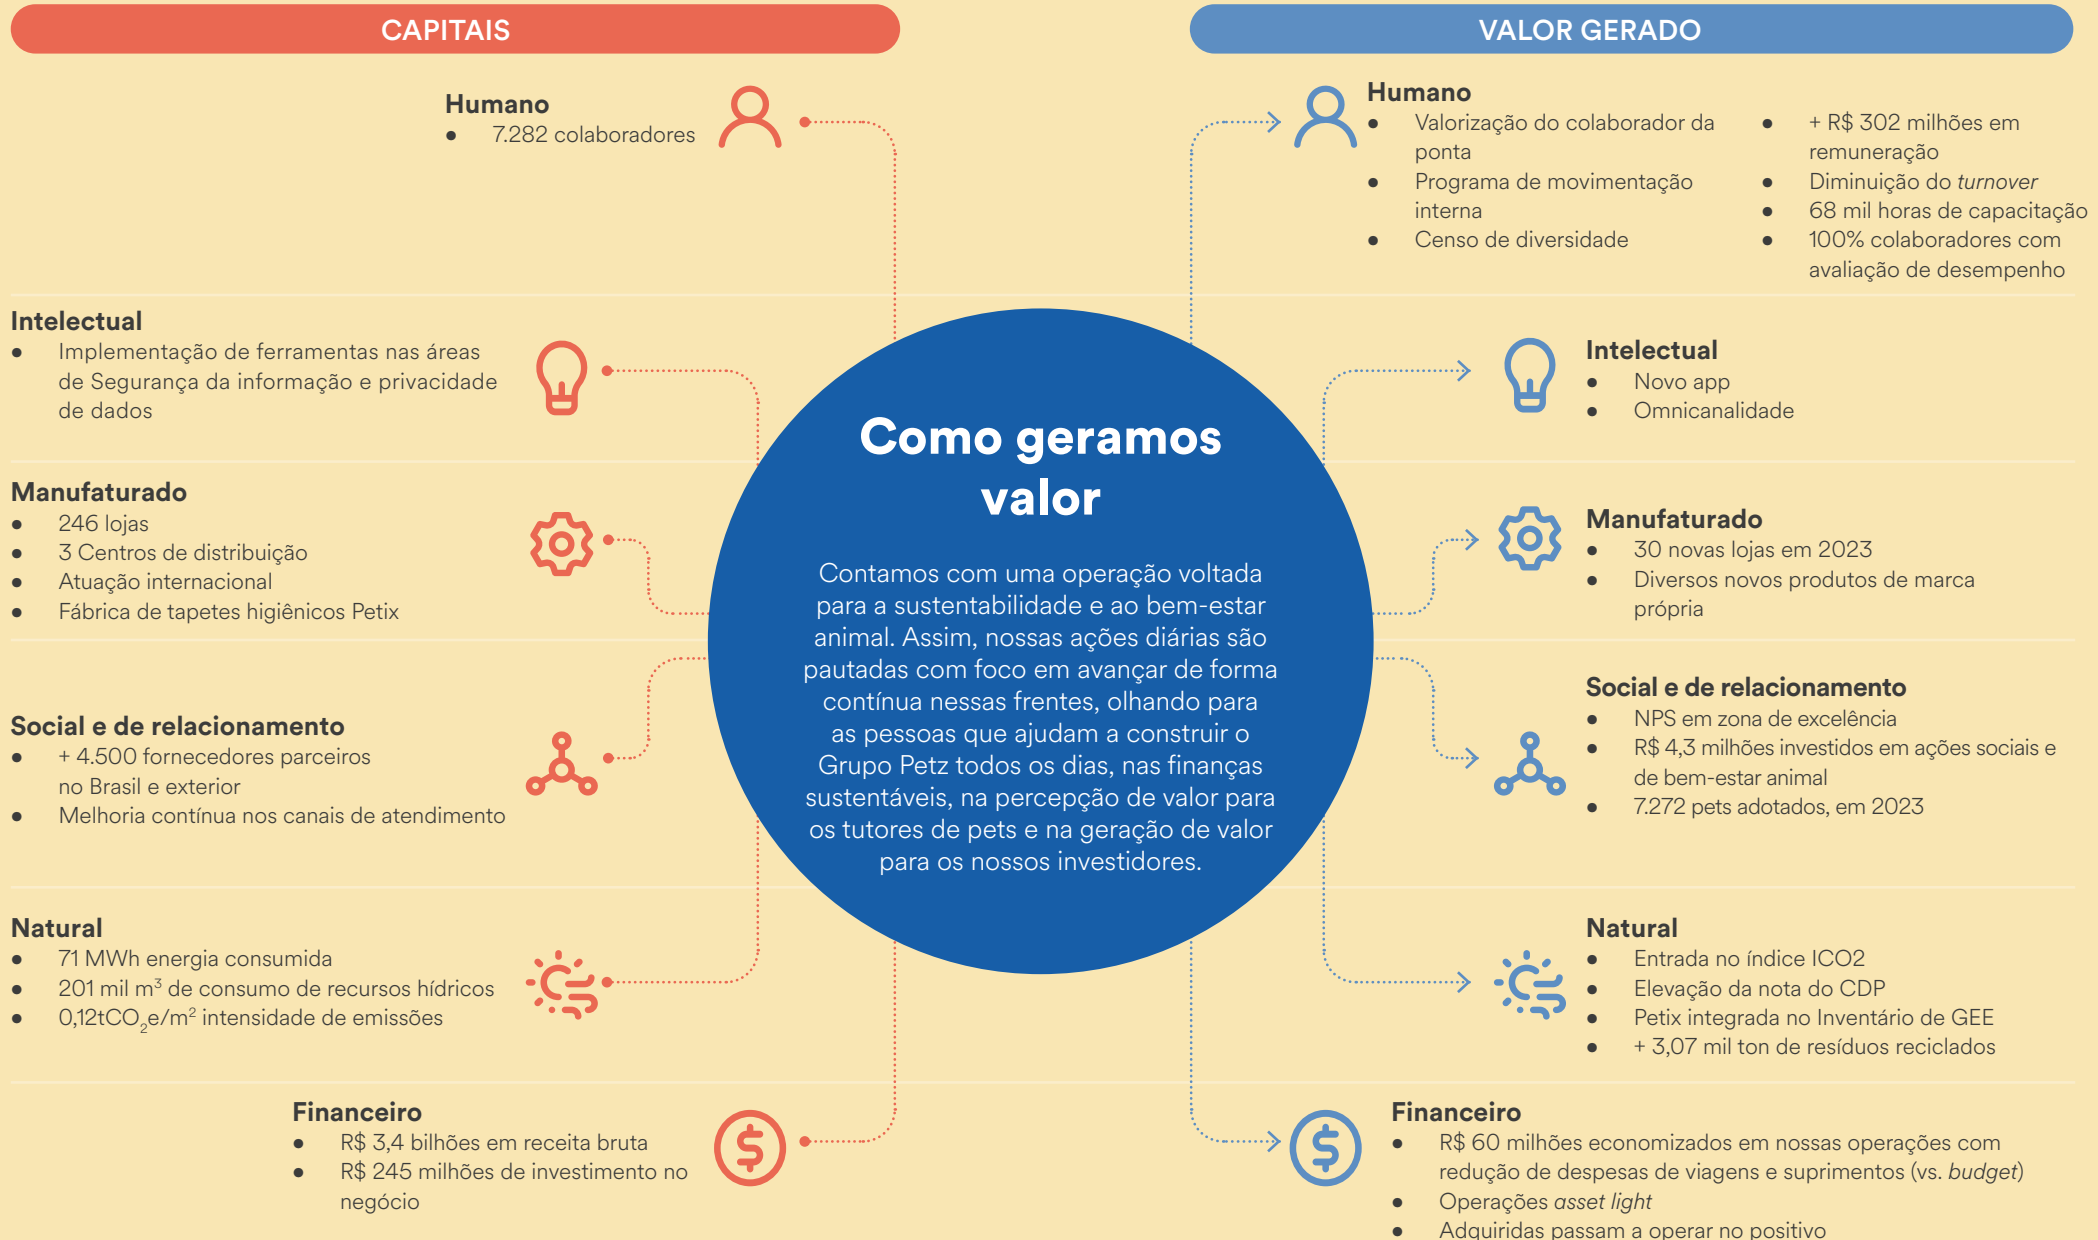 CAPITAIS
Humano
● 7.282 colaboradores
Intelectual
● Implementação de ferramentas nas áreas
de Segurança da informação e privacidade
de dados
Manufaturado
● 246 lojas
● 3 Centros de distribuição
● Atuação internacional
● Fábrica de tapetes higiênicos Petix
Social e de relacionamento
● + 4.500 fornecedores parceiros
no Brasil e exterior
● Melhoria contínua nos canais de atendimento
Natural
● 71 MWh energia consumida
● 201 mil m³ de consumo de recursos hídricos
● 0,12tCO₂e/m² intensidade de emissões
Financeiro
● R$ 3,4 bilhões em receita bruta
● R$ 245 milhões de investimento no
negócio
Como geramos
valor
Contamos com uma operação voltada
para a sustentabilidade e ao bem-estar
animal. Assim, nossas ações diárias são
pautadas com foco em avançar de forma
contínua nessas frentes, olhando para
as pessoas que ajudam a construir o
Grupo Petz todos os dias, nas finanças
sustentáveis, na percepção de valor para
os tutores de pets e na geração de valor
para os nossos investidores.
VALOR GERADO
Humano
● Valorização do colaborador da
ponta
● Programa de movimentação
interna
● Censo de diversidade
● + R$ 302 milhões em
remuneração
● Diminuição do turnover
● 68 mil horas de capacitação
● 100% colaboradores com
avaliação de desempenho
Intelectual
● Novo app
● Omnicanalidade
Manufaturado
● 30 novas lojas em 2023
● Diversos novos produtos de marca
própria
Social e de relacionamento
● NPS em zona de excelência
● R$ 4,3 milhões investidos em ações sociais e
de bem-estar animal
● 7.272 pets adotados, em 2023
Natural
● Entrada no índice ICO2
● Elevação da nota do CDP
● Petix integrada no Inventário de GEE
● + 3,07 mil ton de resíduos reciclados
Financeiro
● R$ 60 milhões economizados em nossas operações com
redução de despesas de viagens e suprimentos (vs. budget)
● Operações asset light
● Adquiridas passam a operar no positivo